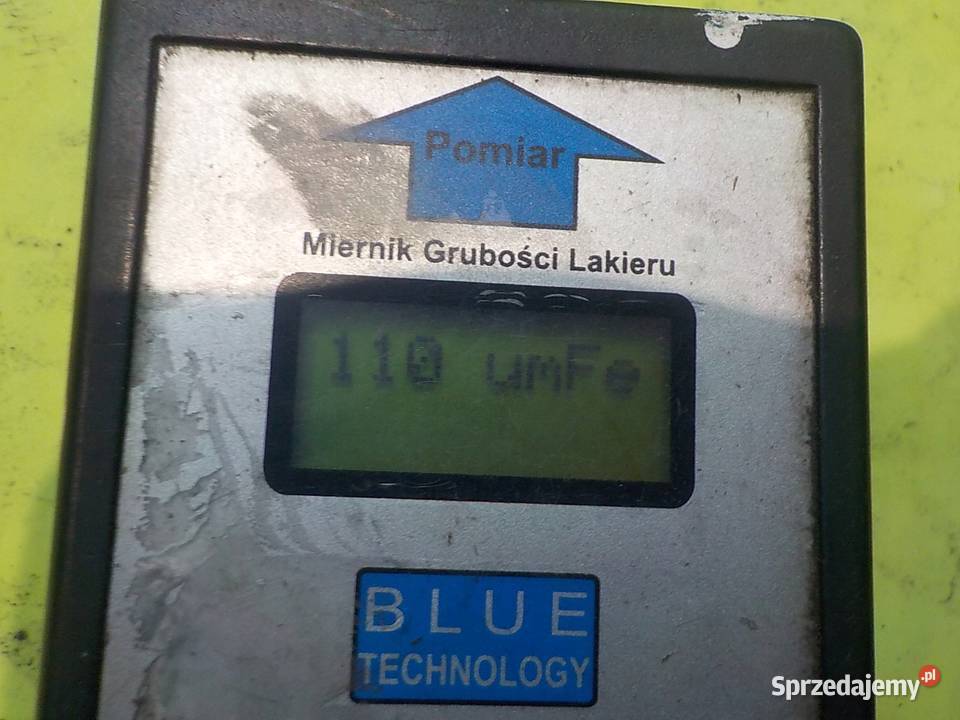 Pomiar
Miernik Grubości Lakieru
110 umFe
BLUE
TECHNOLOGY
Sprzedajemy.pl